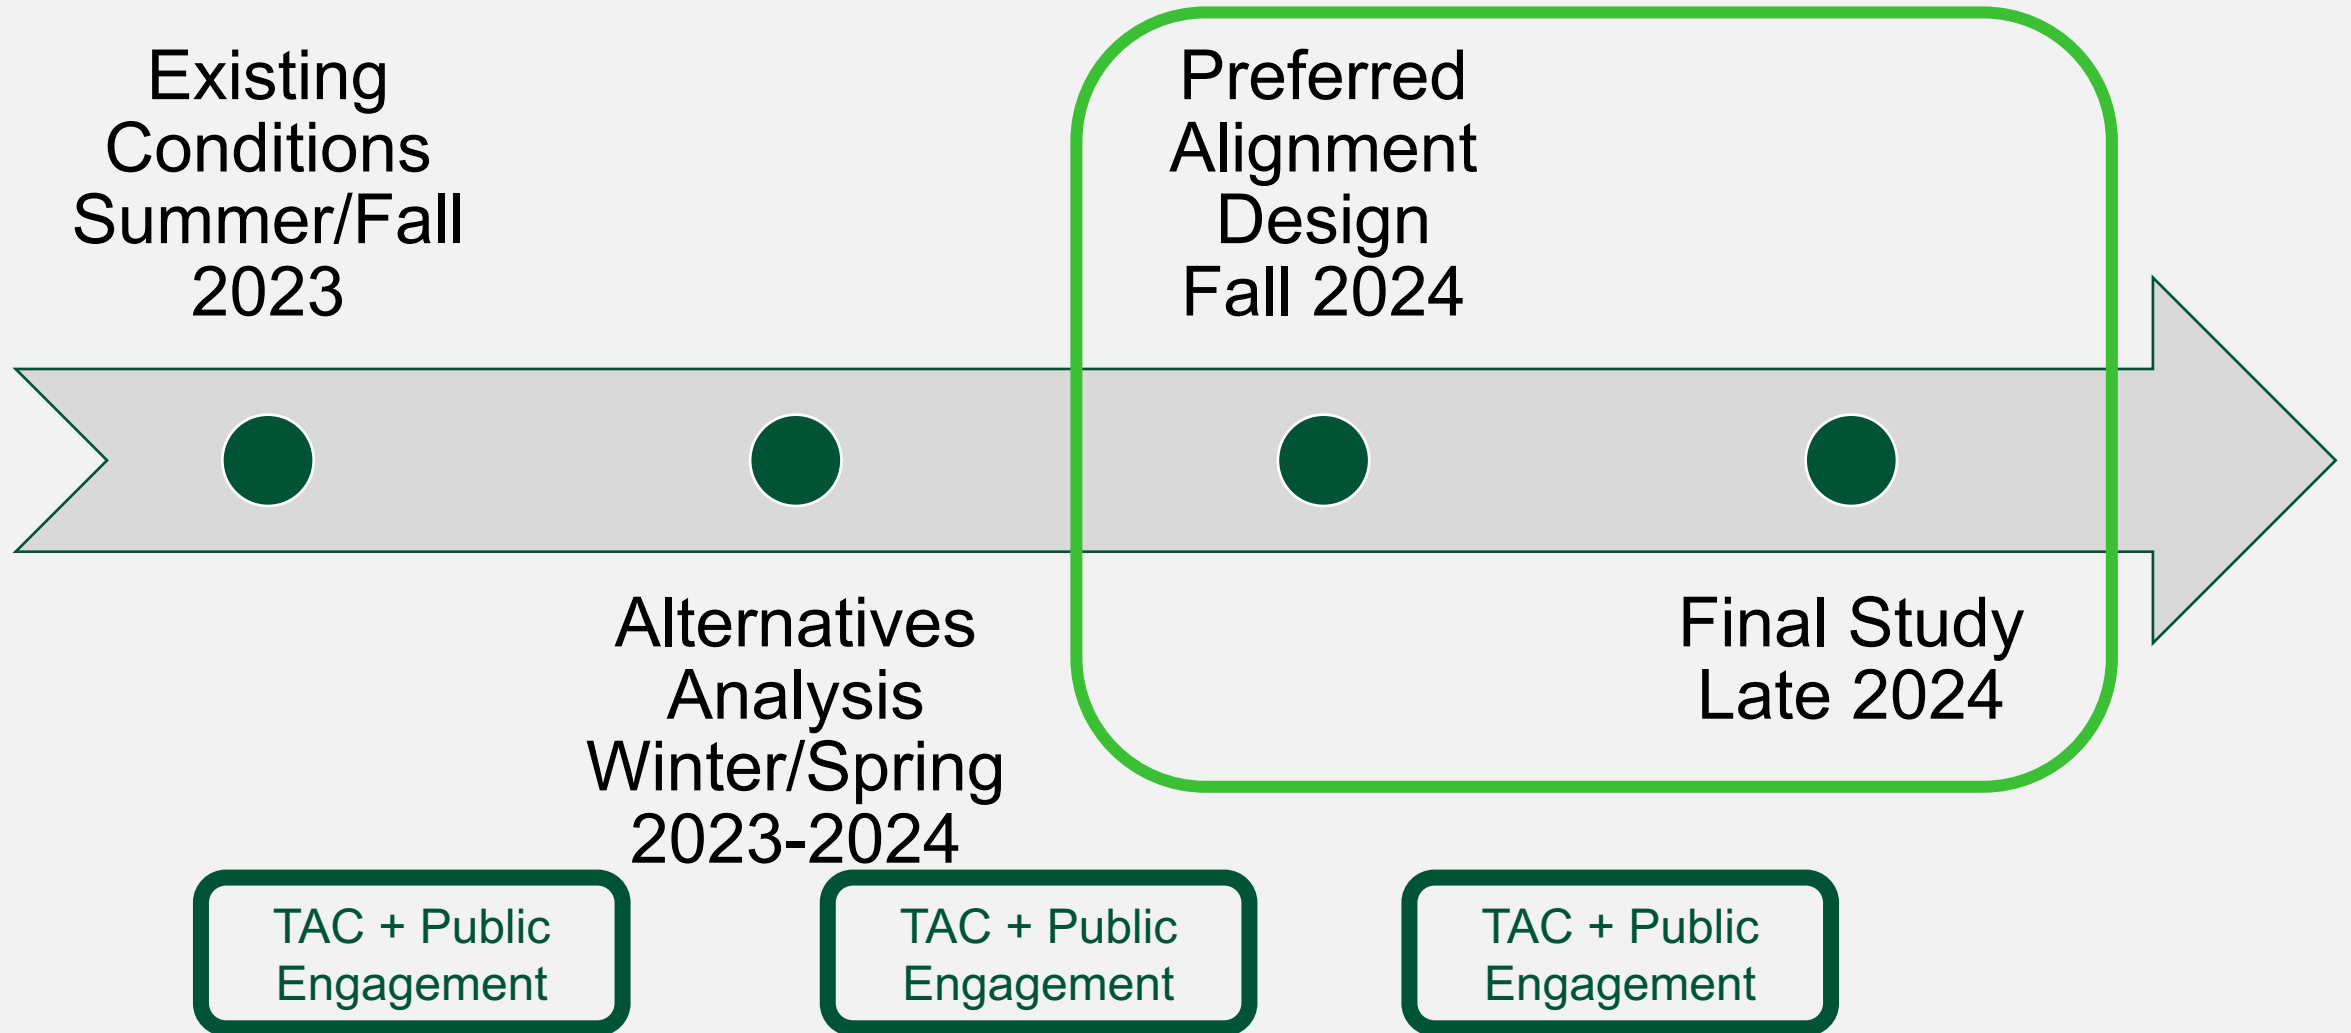 Existing
Conditions
Summer/Fall
2023
Preferred
Alignment
Design
Fall 2024
Alternatives
Analysis
Winter/Spring
2023-2024
Final Study
Late 2024
TAC + Public
Engagement
TAC + Public
Engagement
TAC + Public
Engagement